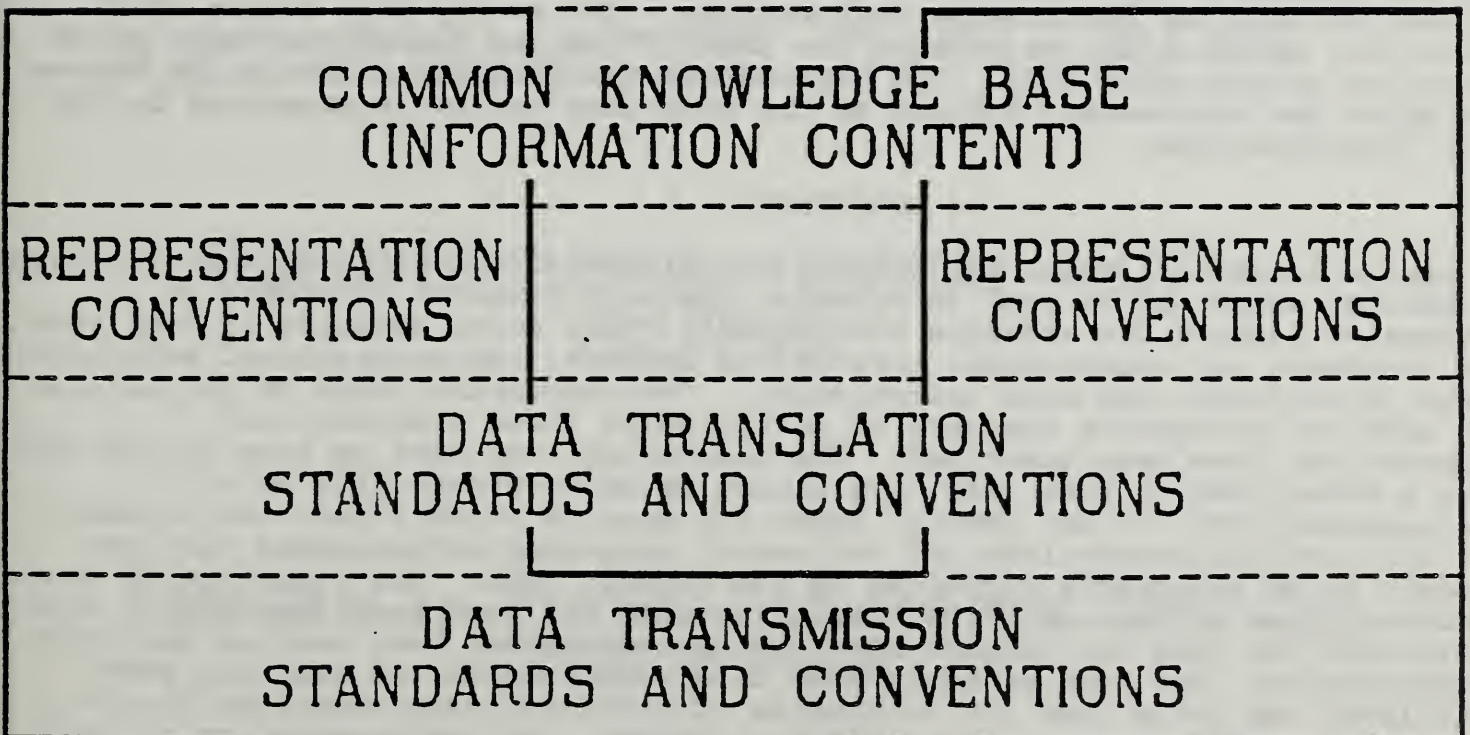 COMMON KNOWLEDGE BASE
(INFORMATION CONTENT)
REPRESENTATION
CONVENTIONS
REPRESENTATION
CONVENTIONS
DATA TRANSLATION
STANDARDS AND CONVENTIONS
DATA TRANSMISSION
STANDARDS AND CONVENTIONS